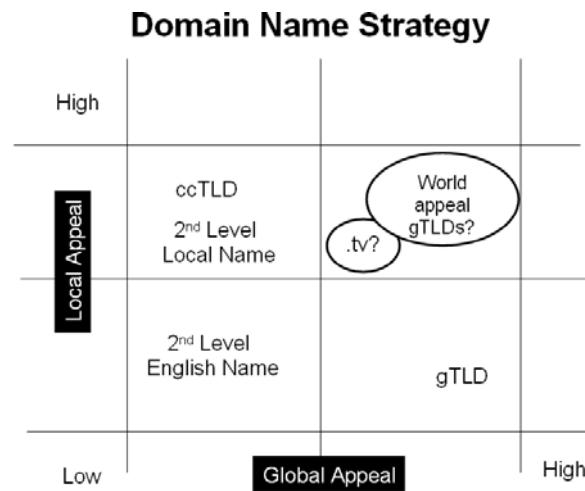 Domain Name Strategy
High
Local Appeal
ccTLD
2nd Level
Local Name
World
appeal
gTLDs?
.tv?
2nd Level
English Name
gTLD
Low
Global Appeal
High